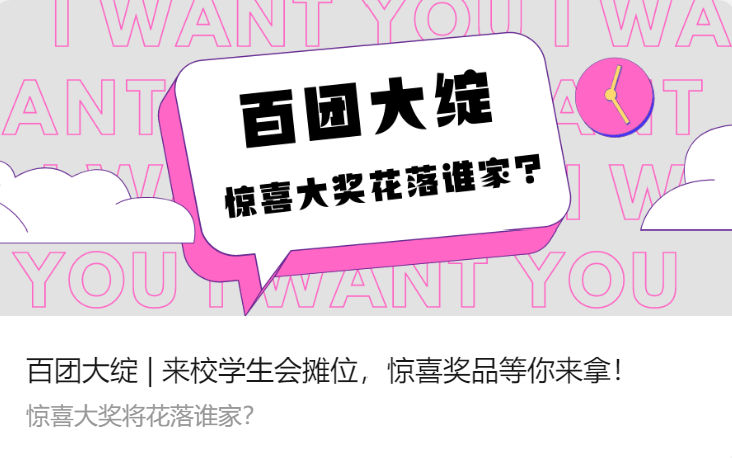 I WANT YOU I WA
ANT
ANT
百团大绽
惊喜大奖花落谁家?
I W
I W
YOU I WANT YOU
百团大绽 | 来校学生会摊位，惊喜奖品等你来拿！
惊喜大奖将花落谁家？